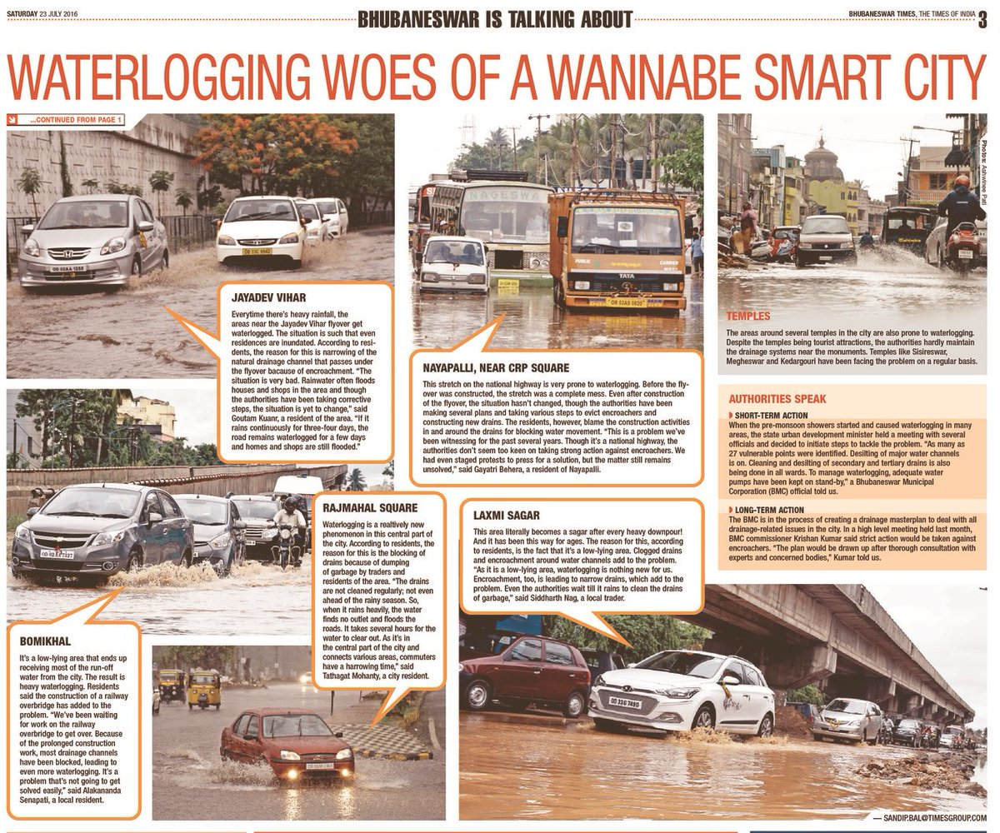 SATURDAY 23 JULY 2016
BHUBANESWAR IS TALKING ABOUT
BHUBANESWAR TIMES, THE TIMES OF INDIA 3
WATERLOGGING WOES OF A WANNABE SMART CITY
...CONTINUED FROM PAGE 1
Photos: Ashwinee Pati
JAYADEV VIHAR
Everytime there's heavy rainfall, the
areas near the Jayadev Vihar flyover get
waterlogged. The situation is such that even
residences are inundated. According to resi-
dents, the reason for this is narrowing of the
natural drainage channel that passes under
the flyover bacause of encroachment. "The
situation is very bad. Rainwater often floods
houses and shops in the area and though
the authorities have been taking corrective
steps, the situation is yet to change," said
Goutam Kuanr, a resident of the area. "If it
rains continuously for three-four days, the
road remains waterlogged for a few days
and homes and shops are still flooded."
NAGESWA
PUBLIC
CARRIER
TATA
OR 02AS 0820
NAYAPALLI, NEAR CRP SQUARE
This stretch on the national highway is very prone to waterlogging. Before the fly-
over was constructed, the stretch was a complete mess. Even after construction
of the flyover, the situation hasn't changed, though the authorities have been
making several plans and taking various steps to evict encroachers and
constructing new drains. The residents, however, blame the construction activities
in and around the drains for blocking water movement. "This is a problem we've
been witnessing for the past several years. Though it's a national highway, the
authorities don't seem too keen on taking strong action against encroachers. We
had even staged protests to press for a solution, but the matter still remains
unsolved," said Gayatri Behera, a resident of Nayapalli.
TEMPLES
The areas around several temples in the city are also prone to waterlogging.
Despite the temples being tourist attractions, the authorities hardly maintain
the drainage systems near the monuments. Temples like Sisireswar,
Megheswar and Kedargouri have been facing the problem on a regular basis.
AUTHORITIES SPEAK
SHORT-TERM ACTION
When the pre-monsoon showers started and caused waterlogging in many
areas, the state urban development minister held a meeting with several
officials and decided to initiate steps to tackle the problem. "As many as
27 vulnerable points were identified. Desilting of major water channels
is on. Cleaning and desilting of secondary and tertiary drains is also
being done in all wards. To manage waterlogging, adequate water
pumps have been kept on stand-by," a Bhubaneswar Municipal
Corporation (BMC) official told us.
LONG-TERM ACTION
The BMC is in the process of creating a drainage masterplan to deal with all
drainage-related issues in the city. In a high level meeting held last month,
BMC commissioner Krishan Kumar said strict action would be taken against
encroachers. "The plan would be drawn up after thorough consultation with
experts and concerned bodies," Kumar told us.
RAJMAHAL SQUARE
Waterlogging is a realtively new
phenomenon in this central part of
the city. According to residents, the
reason for this is the blocking of
drains because of dumping
of garbage by traders and
residents of the area. "The drains
are not cleaned regularly; not even
ahead of the rainy season. So,
when it rains heavily, the water
finds no outlet and floods the
roads. It takes several hours for the
water to clear out. As it's in
the central part of the city and
connects various areas, commuters
have a harrowing time," said
Tathagat Mohanty, a city resident.
LAXMI SAGAR
This area literally becomes a sagar after every heavy downpour!
And it has been this way for ages. The reason for this, according
to residents, is the fact that it's a low-lying area. Clogged drains
and encroachment around water channels add to the problem.
"As it is a low-lying area, waterlogging is nothing new for us.
Encroachment, too, is leading to narrow drains, which add to the
problem. Even the authorities wait till it rains to clean the drains
of garbage," said Siddharth Nag, a local trader.
BOMIKHAL
It's a low-lying area that ends up
receiving most of the run-off
water from the city. The result is
heavy waterlogging. Residents
said the construction of a railway
overbridge has added to the
problem. "We've been waiting
for work on the railway
overbridge to get over. Because
of the prolonged construction
work, most drainage channels
have been blocked, leading to
even more waterlogging. It's a
problem that's not going to get
solved easily," said Alakananda
Senapati, a local resident.
OD 33G 7490
— SANDIP.BAL@TIMESGROUP.COM